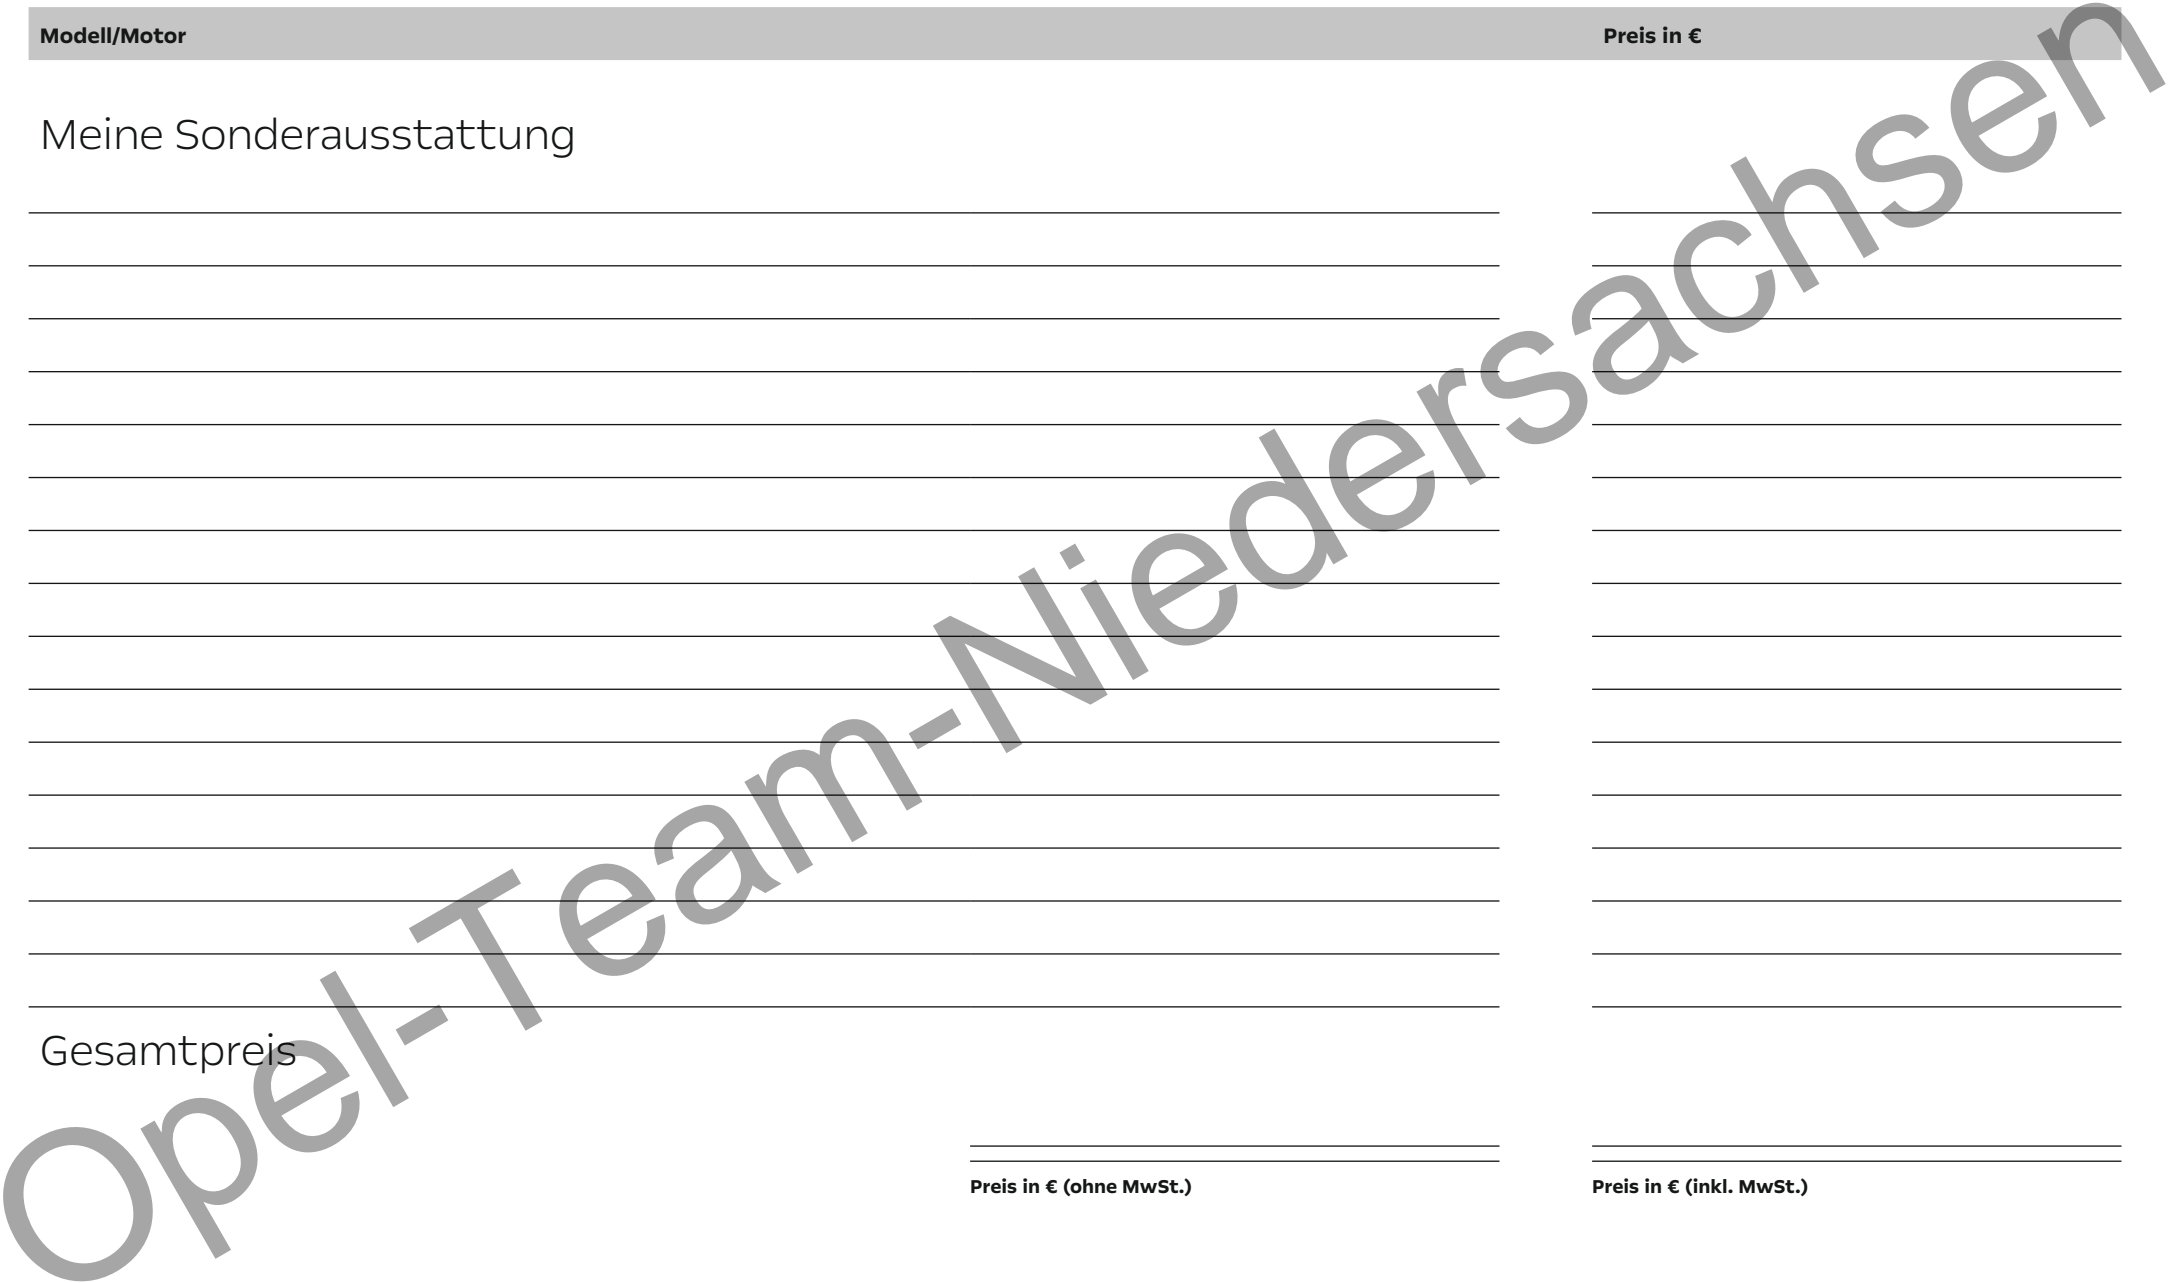 Modell/Motor Preis in €
Meine Sonderausstattung
Gesamtpreis
Preis in € (ohne MwSt.) Preis in € (inkl. MwSt.)
Opel-Team-Niedersachsen